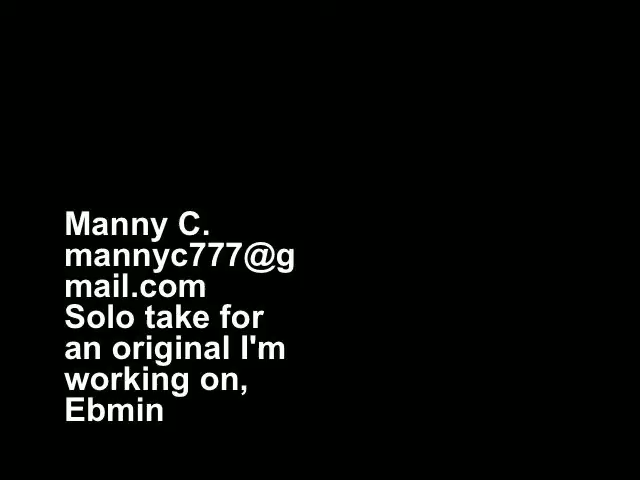 Manny C.
mannyc777@g
mail.com
Solo take for
an original I'm
working on,
Ebmin